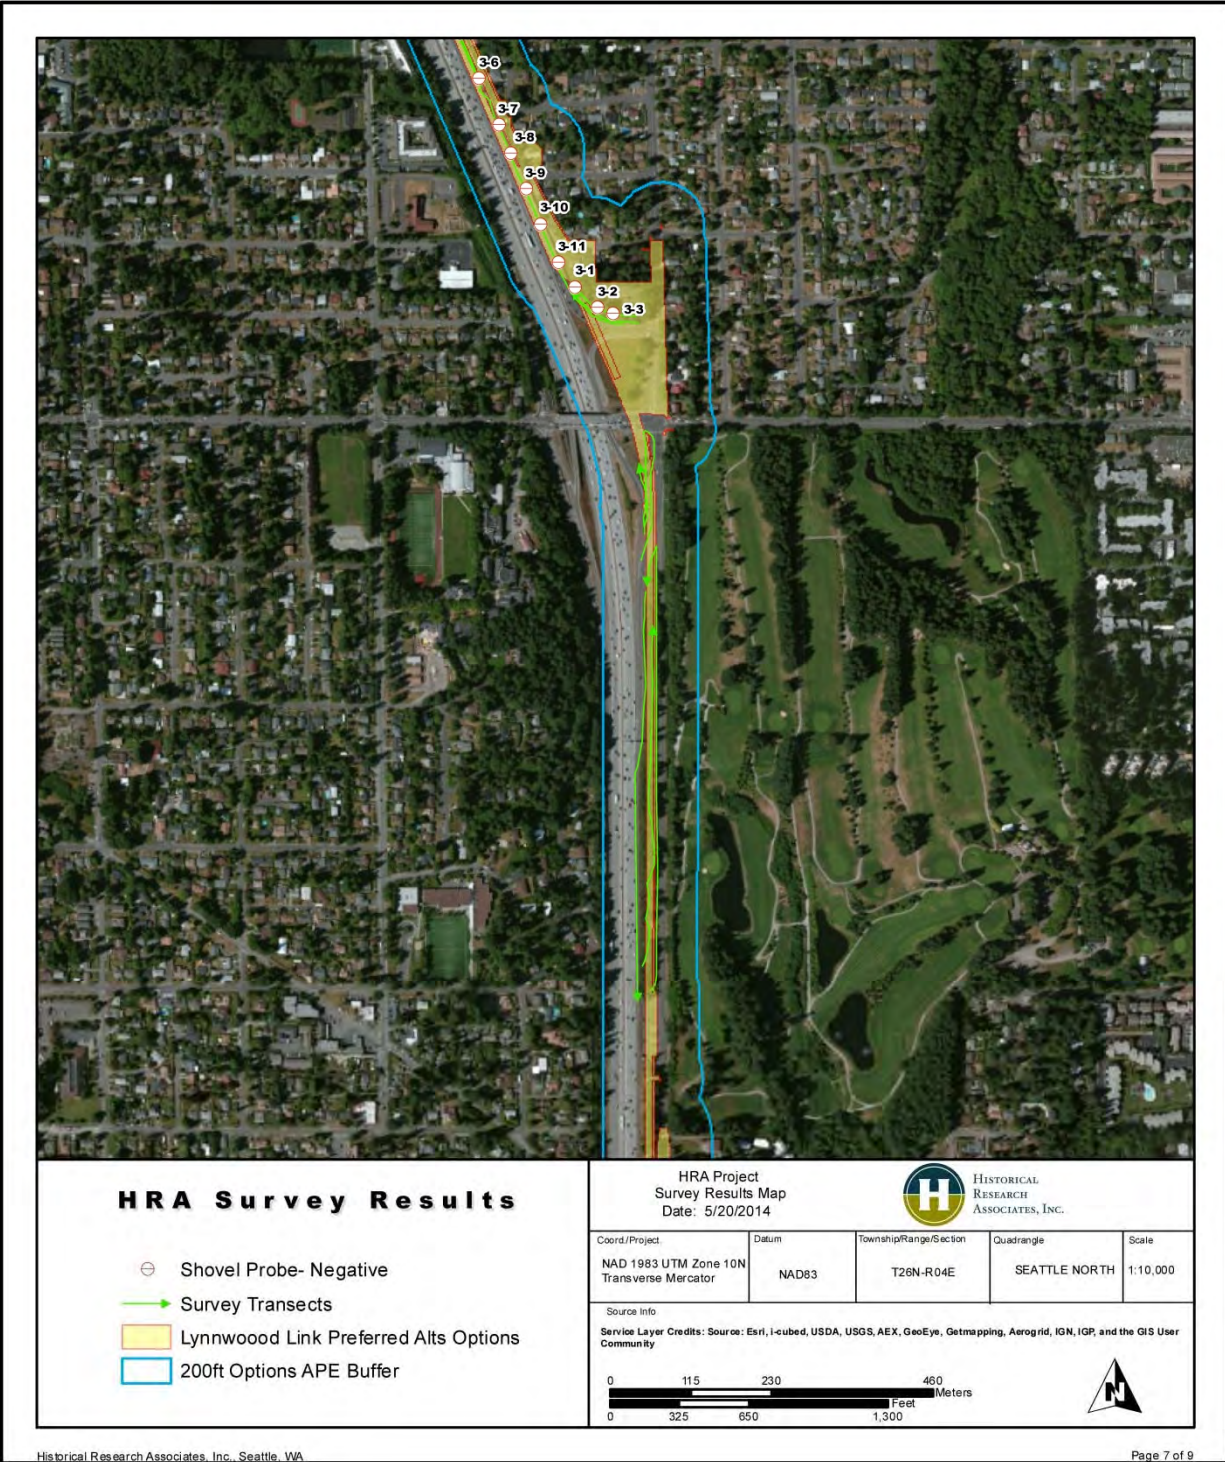 3-6
3-7
3-8
3-9
3-10
3-11
3-1
3-2
3-3
HRA Survey Results
Shovel Probe- Negative
Survey Transects
Lynnwoood Link Preferred Alts Options
200ft Options APE Buffer
HRA Project
Survey Results Map
Date: 5/20/2014
H
HISTORICAL
RESEARCH
ASSOCIATES, INC.
Coord./Project
NAD 1983 UTM Zone 10N
Transverse Mercator
Datum
NAD83
Township/Range/Section
T26N-R04E
Quadrangle
SEATTLE NORTH
Scale
1:10,000
Source Info
Service Layer Credits: Source: Esri, i-cubed, USDA, USGS, AEX, GeoEye, Getmapping, Aerogrid, IGN, IGP, and the GIS User
Community
0 115 230 460
Meters
Feet
0 325 650 1,300
N
Historical Research Associates, Inc., Seattle, WA
Page 7 of 9